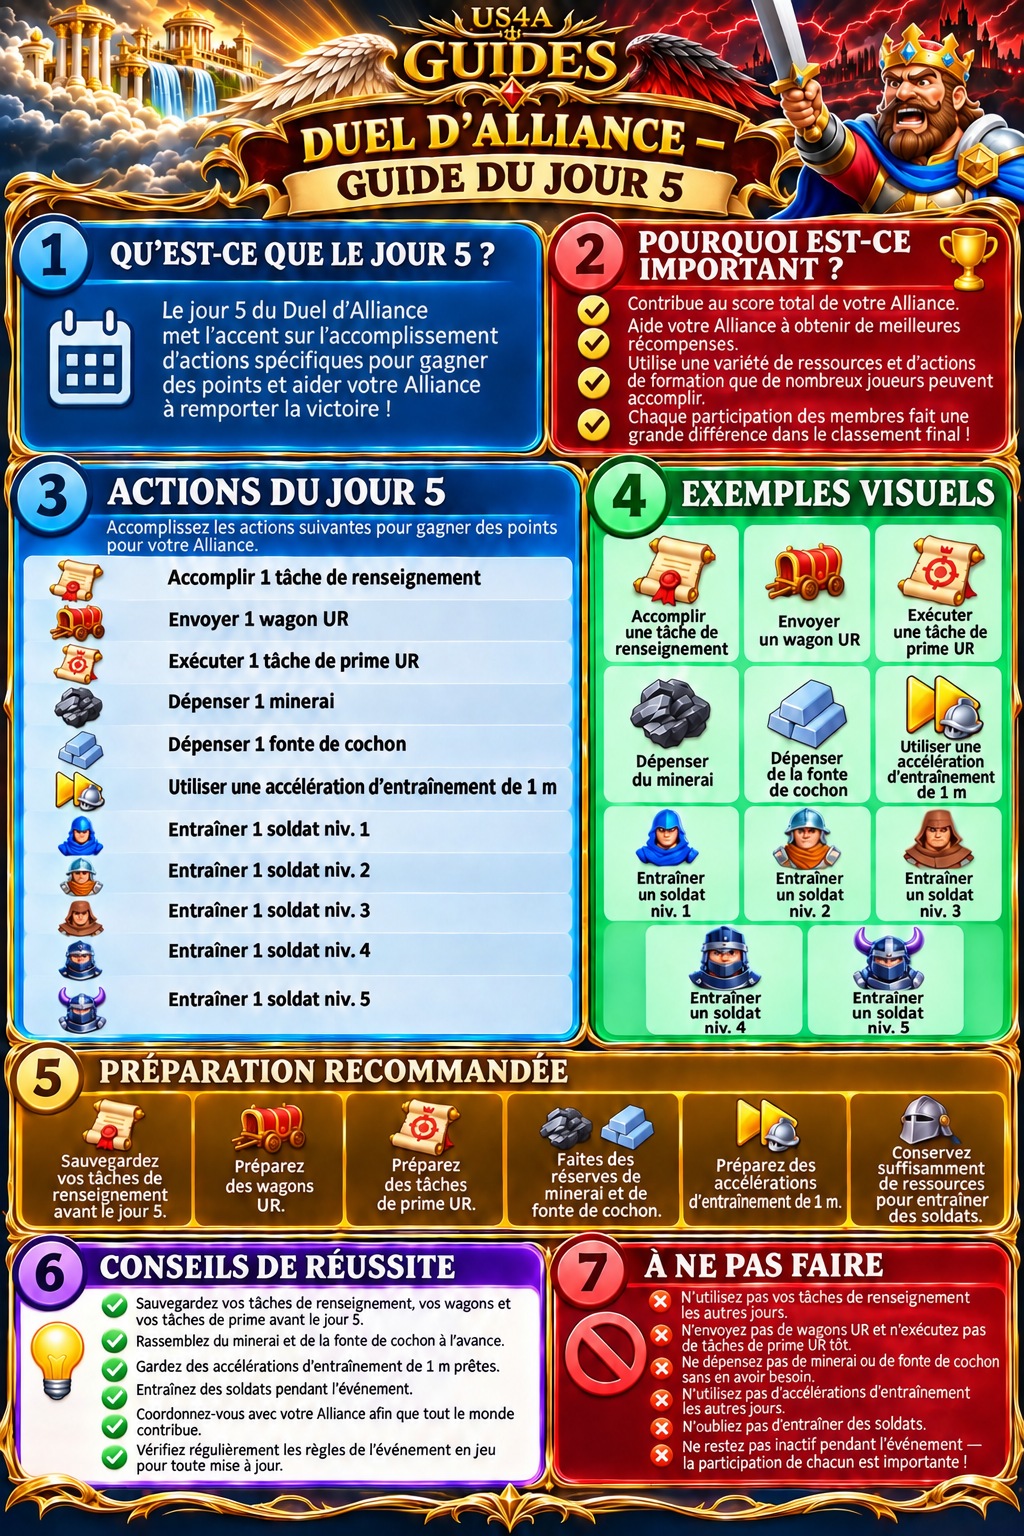 US4A
GUIDES
DUEL D'ALLIANCE –
GUIDE DU JOUR 5
1
QU'EST-CE QUE LE JOUR 5 ?
Le jour 5 du Duel d'Alliance
met l'accent sur l'accomplissement
d'actions spécifiques pour gagner
des points et aider votre Alliance
à remporter la victoire !
2
POURQUOI EST-CE
IMPORTANT ?
Contribue au score total de votre Alliance.
Aide votre Alliance à obtenir de meilleures
récompenses.
Utilise une variété de ressources et d'actions
de formation que de nombreux joueurs peuvent
accomplir.
Chaque participation des membres fait une
grande différence dans le classement final !
3
ACTIONS DU JOUR 5
Accomplissez les actions suivantes pour gagner des points
pour votre Alliance.
Accomplir 1 tâche de renseignement
Envoyer 1 wagon UR
Exécuter 1 tâche de prime UR
Dépenser 1 minerai
Dépenser 1 fonte de cochon
Utiliser une accélération d'entraînement de 1 m
Entraîner 1 soldat niv. 1
Entraîner 1 soldat niv. 2
Entraîner 1 soldat niv. 3
Entraîner 1 soldat niv. 4
Entraîner 1 soldat niv. 5
4
EXEMPLES VISUELS
Accomplir
une tâche de
renseignement
Envoyer
un wagon UR
Exécuter
une tâche de
prime UR
Dépenser
du minerai
Dépenser
de la fonte
de cochon
Utiliser une
accélération
d'entraînement
de 1 m
Entraîner
un soldat
niv. 1
Entraîner
un soldat
niv. 2
Entraîner
un soldat
niv. 3
Entraîner
un soldat
niv. 4
Entraîner
un soldat
niv. 5
5
PRÉPARATION RECOMMANDÉE
Sauvegardez
vos tâches de
renseignement
avant le jour 5.
Préparez
des wagons
UR.
Préparez
des tâches
de prime UR.
Faites des
réserves de
minerai et de
fonte de cochon.
Préparez des
accélérations
d'entraînement de 1 m.
Conservez
suffisamment
de ressources
pour entraîner
des soldats.
6
CONSEILS DE RÉUSSITE
Sauvegardez vos tâches de renseignement, vos wagons et
vos tâches de prime avant le jour 5.
Rassemblez du minerai et de la fonte de cochon à l'avance.
Gardez des accélérations d'entraînement de 1 m prêtes.
Entraînez des soldats pendant l'événement.
Coordonnez-vous avec votre Alliance afin que tout le monde
contribue.
Vérifiez régulièrement les règles de l'événement en jeu
pour toute mise à jour.
7
À NE PAS FAIRE
N'utilisez pas vos tâches de renseignement
les autres jours.
N'envoyez pas de wagons UR et n'exécutez pas
de tâches de prime UR tôt.
Ne dépensez pas de minerai ou de fonte de cochon
sans en avoir besoin.
N'utilisez pas d'accélérations d'entraînement
les autres jours.
N'oubliez pas d'entraîner des soldats.
Ne restez pas inactif pendant l'événement —
la participation de chacun est importante !